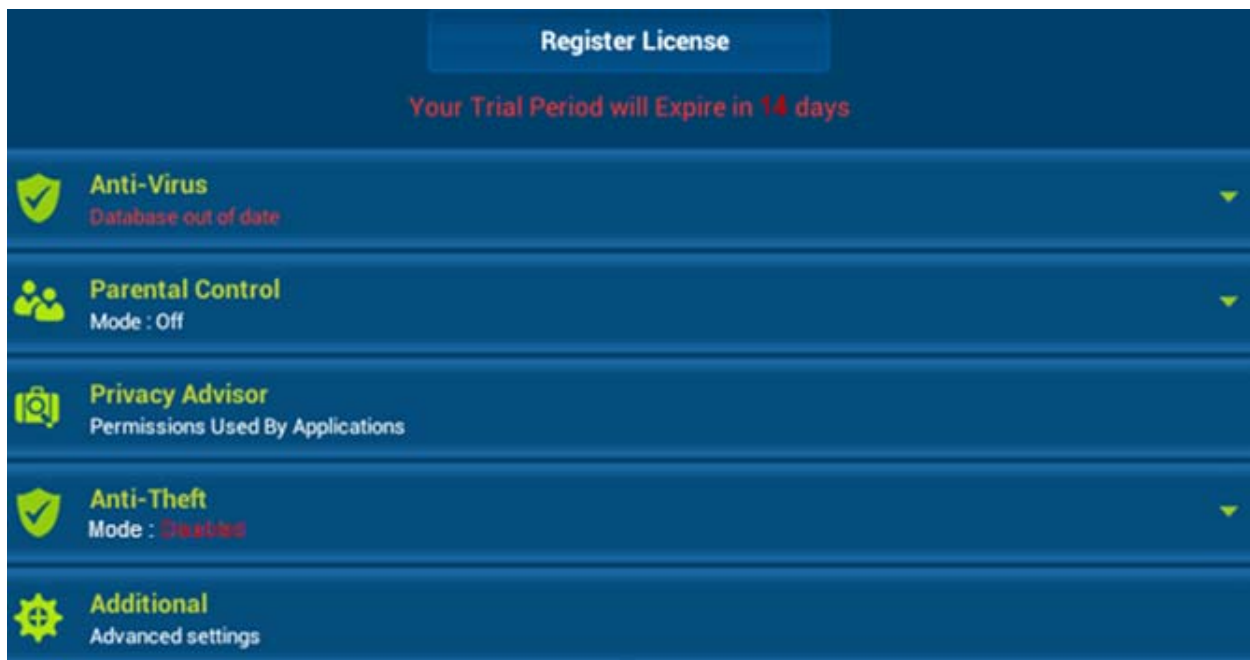 Register License
Your Trial Period will Expire in 14 days
Anti-Virus
Database out of date
Parental Control
Mode : Off
Privacy Advisor
Permissions Used By Applications
Anti-Theft
Mode : Disabled
Additional
Advanced settings